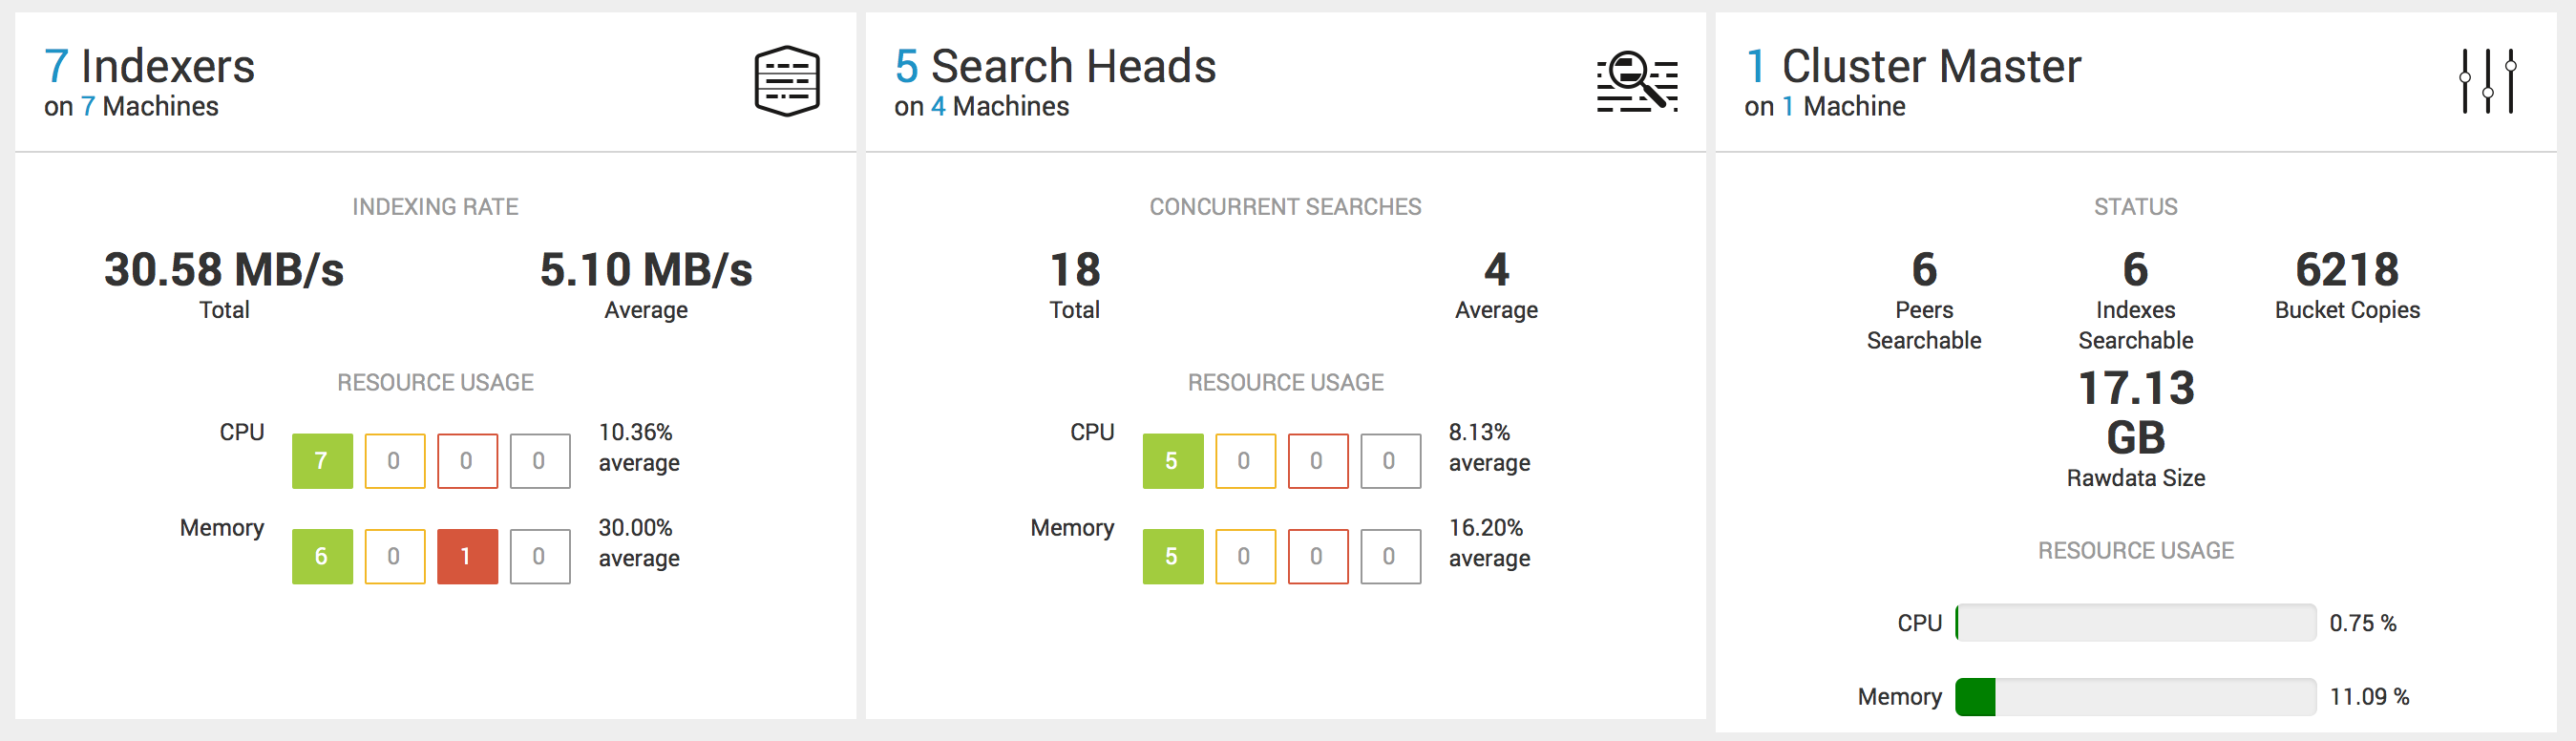 7 Indexers
on 7 Machines
INDEXING RATE
30.58 MB/s
Total
5.10 MB/s
Average
RESOURCE USAGE
CPU
7
0
0
0
10.36%
average
Memory
6
0
1
0
30.00%
average
5 Search Heads
on 4 Machines
CONCURRENT SEARCHES
18
Total
4
Average
RESOURCE USAGE
CPU
5
0
0
0
8.13%
average
Memory
5
0
0
0
16.20%
average
1 Cluster Master
on 1 Machine
STATUS
6
Peers
Searchable
6
Indexes
Searchable
6218
Bucket Copies
17.13
GB
Rawdata Size
RESOURCE USAGE
CPU
0.75 %
Memory
11.09 %